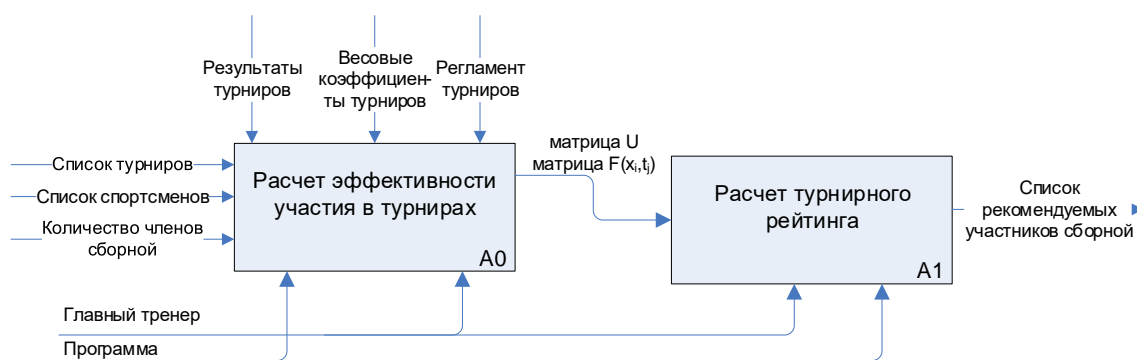 Результаты
турниров
Весовые
коэффициен-
ты турниров
Регламент
турниров
Список турниров
Список спортсменов
Количество членов
сборной
Расчет эффективности
участия в турнирах
A0
матрица U
матрица F(xᵢ,tⱼ)
Расчет турнирного
рейтинга
A1
Список
рекомендуемых
участников сборной
Главный тренер
Программа